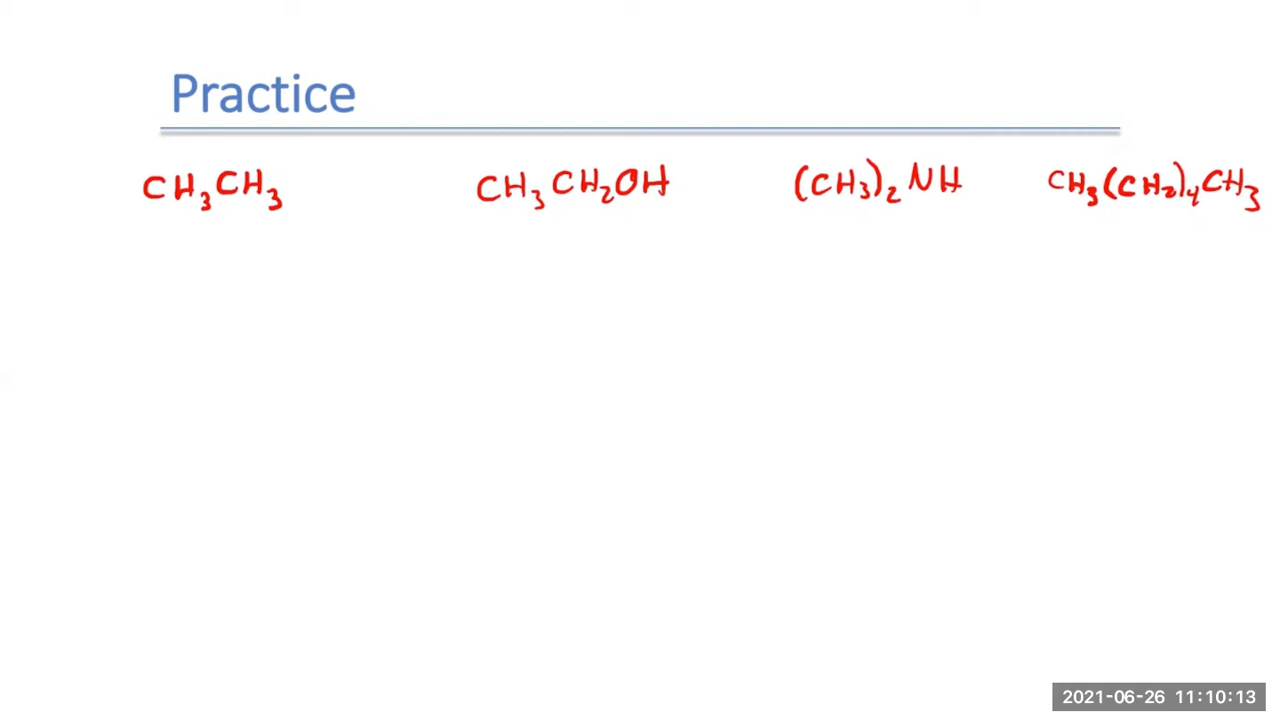 Practice
CH₃CH₃ CH₃CH₂OH (CH₃)₂NH CH₃(CH₂)₄CH₃
2021-06-26 11:10:13